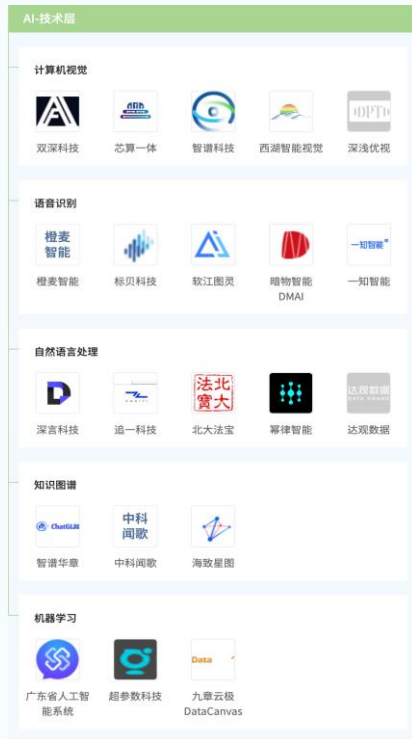 AI-技术层
计算机视觉
双深科技 芯算一体 智谱科技 西湖智能视觉 深浅优视
语音识别
橙麦
智能
一知智能
橙麦智能 标贝科技 软江图灵 暗物智能 一知智能
DMAI
自然语言处理
法北
寶大
达观数据
DATA GRAND
深言科技 追一科技 北大法宝 幂律智能 达观数据
知识图谱
ChatGLM
中科
闻歌
智谱华章 中科闻歌 海致星图
机器学习
Data
广东省人工智 超参数科技 九章云极
能系统 DataCanvas